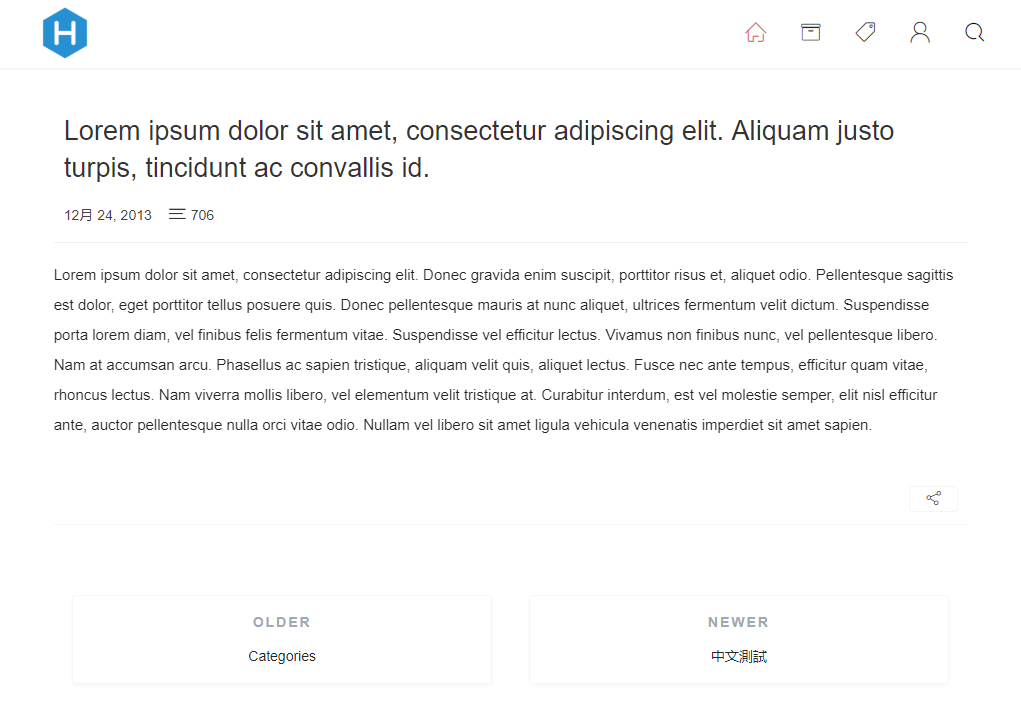 H
Lorem ipsum dolor sit amet, consectetur adipiscing elit. Aliquam justo
turpis, tincidunt ac convallis id.
12月 24, 2013 706
Lorem ipsum dolor sit amet, consectetur adipiscing elit. Donec gravida enim suscipit, porttitor risus et, aliquet odio. Pellentesque sagittis
est dolor, eget porttitor tellus posuere quis. Donec pellentesque mauris at nunc aliquet, ultrices fermentum velit dictum. Suspendisse
porta lorem diam, vel finibus felis fermentum vitae. Suspendisse vel efficitur lectus. Vivamus non finibus nunc, vel pellentesque libero.
Nam at accumsan arcu. Phasellus ac sapien tristique, aliquam velit quis, aliquet lectus. Fusce nec ante tempus, efficitur quam vitae,
rhoncus lectus. Nam viverra mollis libero, vel elementum velit tristique at. Curabitur interdum, est vel molestie semper, elit nisl efficitur
ante, auctor pellentesque nulla orci vitae odio. Nullam vel libero sit amet ligula vehicula venenatis imperdiet sit amet sapien.
OLDER
Categories
NEWER
中文測試